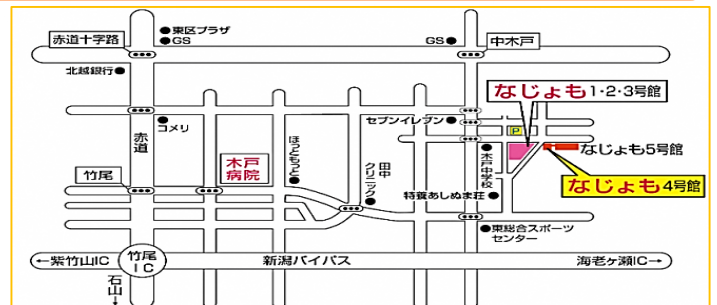 東区プラザ
GS
赤道十字路
GS
中木戸
北越銀行
なじょも1・2・3号館
コメリ
セブンイレブン
P
赤道
ほっともっと
木戸中学校
なじょも5号館
木戸
病院
田中
クリニック
竹尾
特養あしぬま荘
なじょも4号館
東総合スポーツ
センター
←紫竹山IC
竹尾
IC
新潟バイパス
海老ヶ瀬IC→
石山→